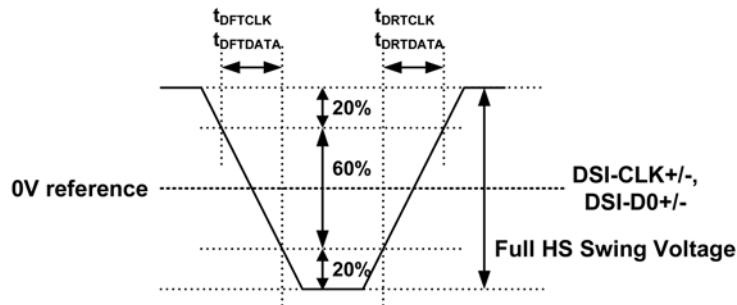 tDFTCLK
tDFTDATA
tDRTCLK
tDRTDATA
20%
60%
0V reference
DSI-CLK+/-,
DSI-D0+/-
Full HS Swing Voltage
20%